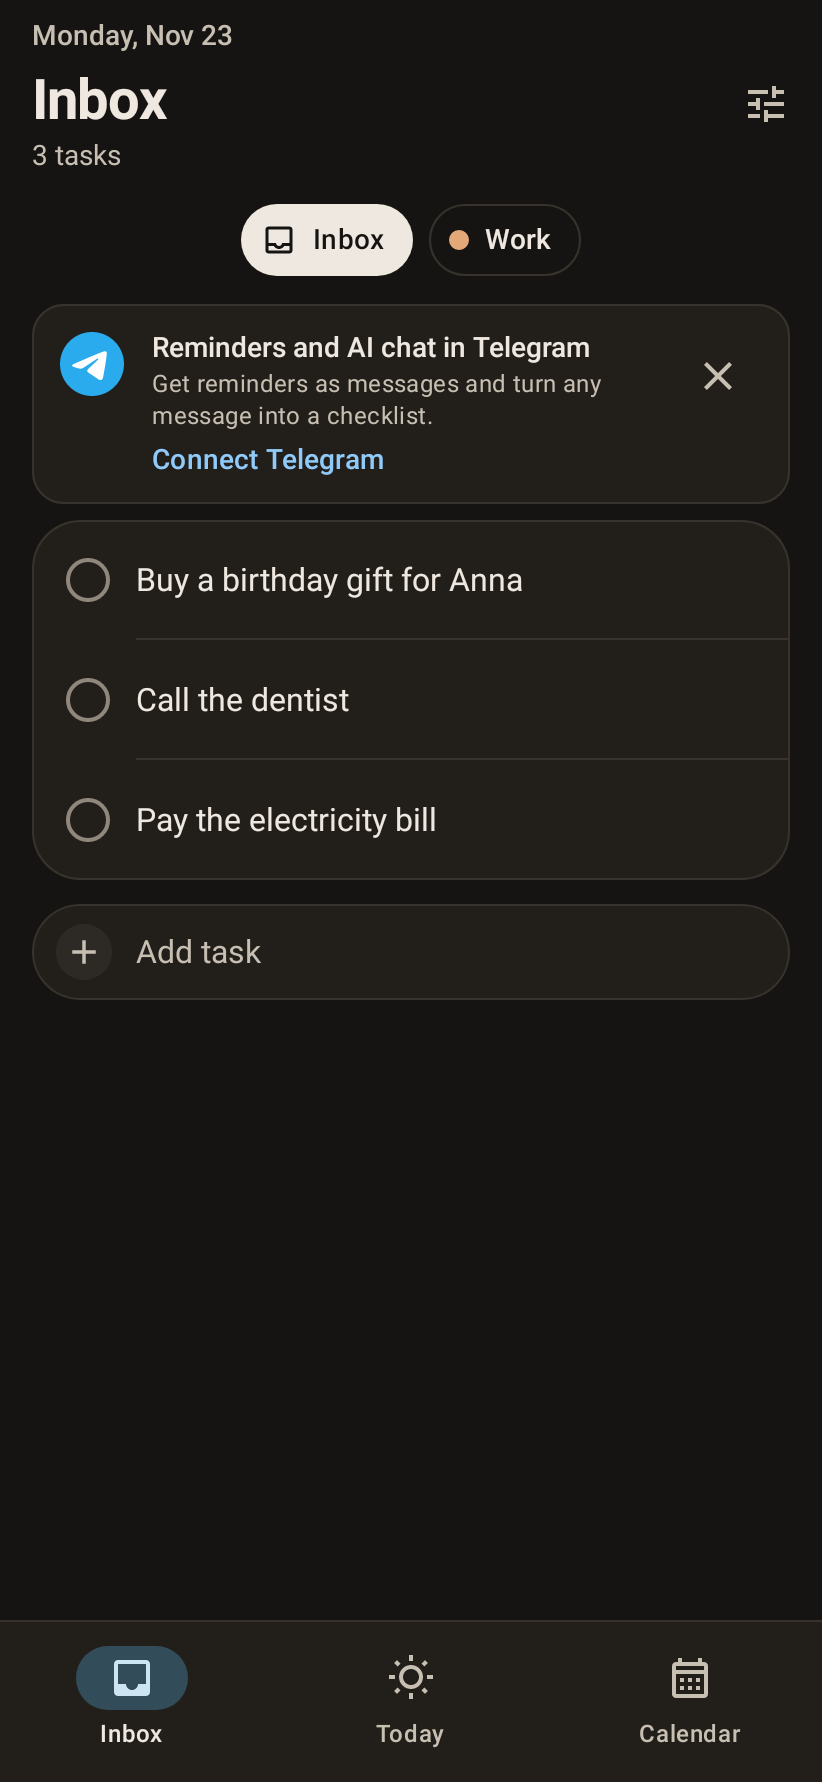 Monday, Nov 23
Inbox
3 tasks
Inbox
Work
Reminders and AI chat in Telegram
Get reminders as messages and turn any
message into a checklist.
Connect Telegram
Buy a birthday gift for Anna
Call the dentist
Pay the electricity bill
Add task
Inbox
Today
Calendar